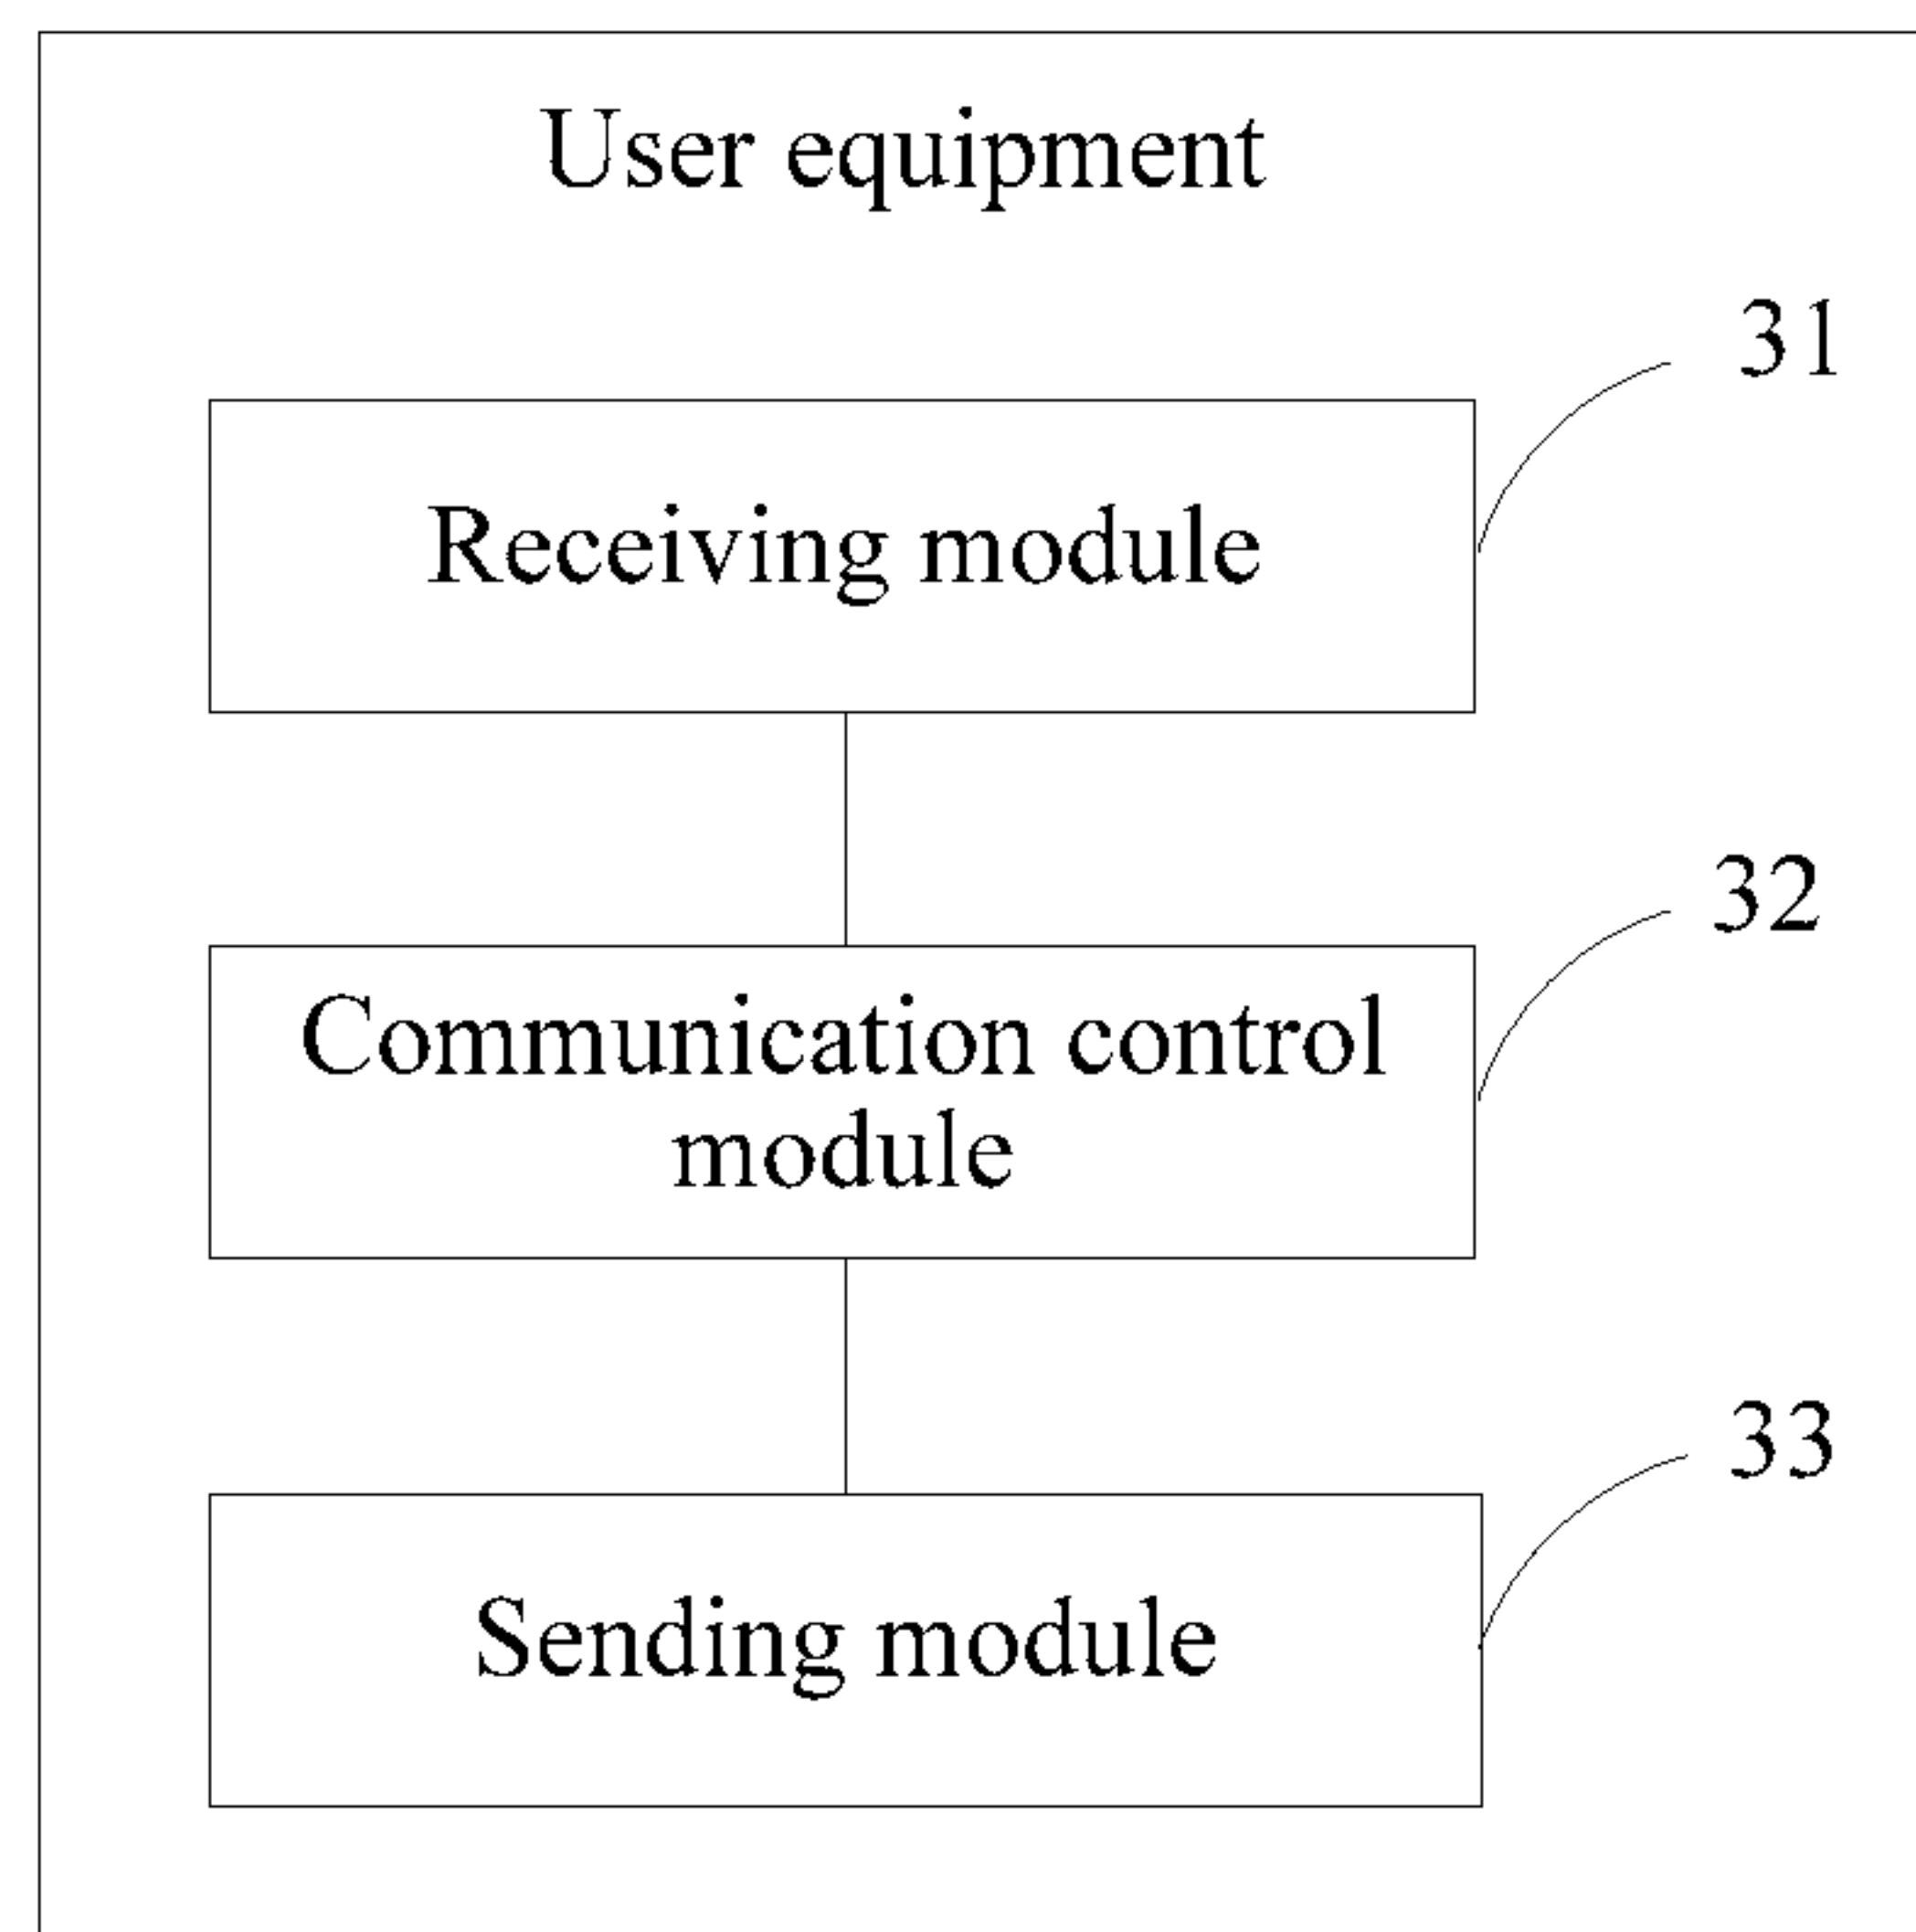 User equipment
31
Receiving module
32
Communication control
module
33
Sending module